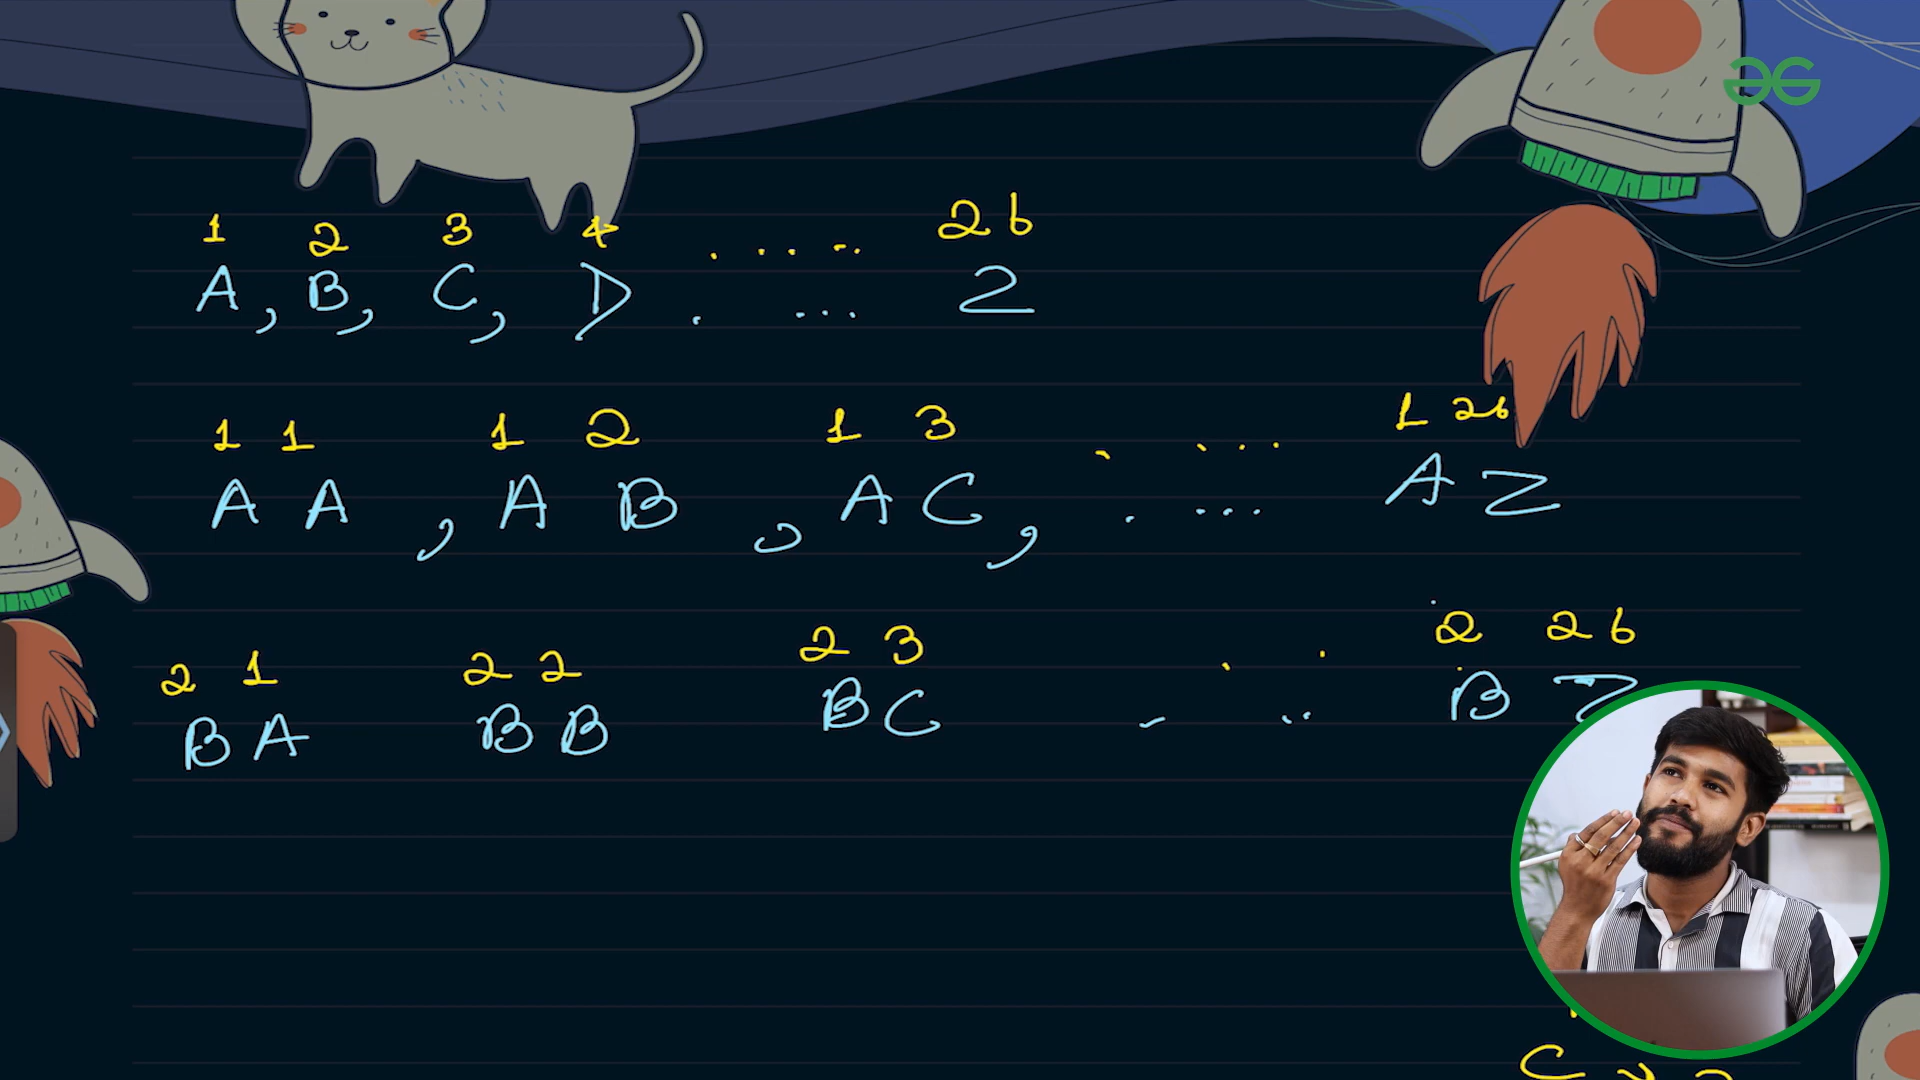 1 2 3 4 . . . . . 26
A, B, C, D . ... Z
1 1 1 2 1 3 . ... 1 26
A A , A B , A C , . ... A Z
2 1 2 2 2 3 . . 2 26
B A B B B C - .. B Z